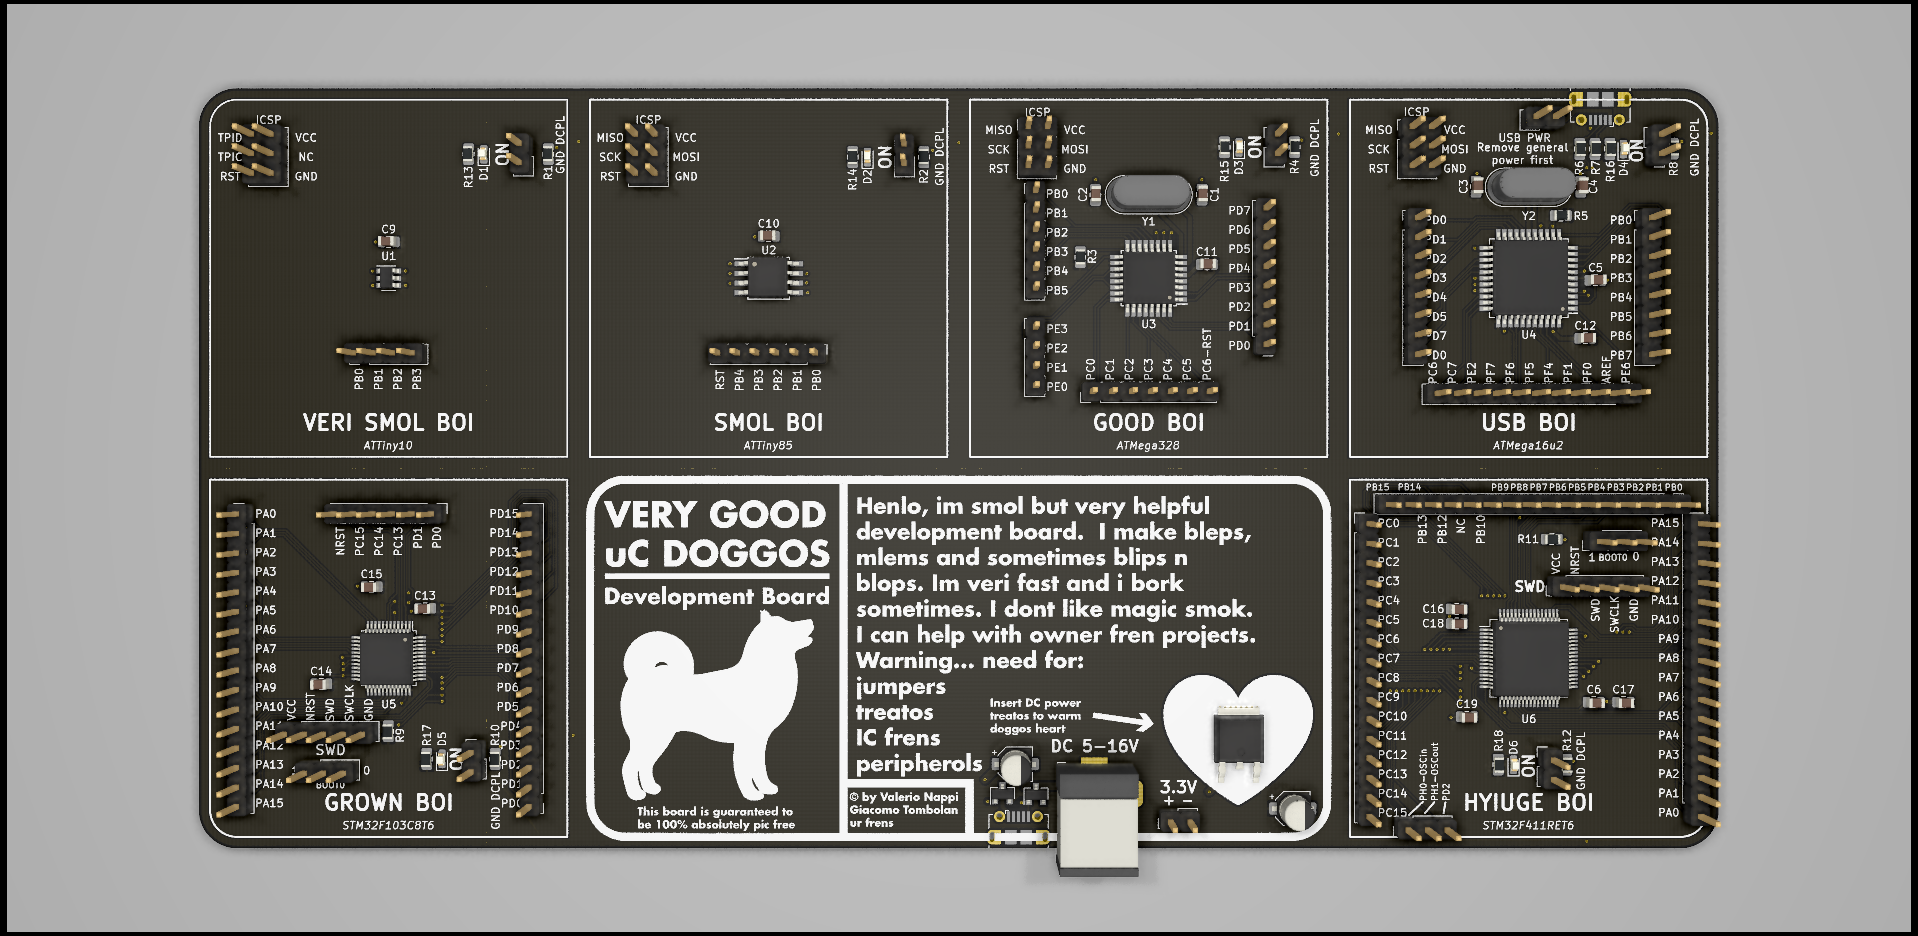 ICSP
TPID VCC
TPIC NC
RST GND
R13
D1
ON
R1
GND DCPL
C9
U1
PB0
PB1
PB2
PB3
VERI SMOL BOI
ATTiny10
ICSP
MISO VCC
SCK MOSI
RST GND
R14
D2
ON
R2
GND DCPL
C10
U2
RST
PB4
PB3
PB2
PB1
PB0
SMOL BOI
ATTiny85
ICSP
MISO VCC
SCK MOSI
RST GND
R15
D3
ON
R4
GND DCPL
C2
C1
Y1
PB0
PB1
PB2
PB3
PB4
PB5
R3
C11
U3
PD7
PD6
PD5
PD4
PD3
PD2
PD1
PD0
PE3
PE2
PE1
PE0
PC0
PC1
PC2
PC3
PC4
PC5
PC6-RST
GOOD BOI
ATMega328
ICSP
MISO VCC
SCK MOSI
RST GND
USB PWR
Remove general
power first
R6
R7
R16
D4
ON
R8
GND DCPL
C3
C4
Y2
R5
PD0
D1
D2
D3
D4
D5
D7
D0
PB0
PB1
PB2
PB3
PB4
PB5
PB6
PB7
C5
C12
U4
PC6
PC7
PE2
PF7
PF6
PF5
PF4
PF1
PF0
AREF
PE6
USB BOI
ATMega16u2
PA0
PA1
PA2
PA3
PA4
PA5
PA6
PA7
PA8
PA9
PA10
PA12
PA13
PA14
PA15
NRST
PC15
PC14
PC13
PD1
PD0
PD15
PD14
PD13
PD12
PD11
PD10
PD9
PD8
PD7
PD6
PD5
C15
C13
C14
U5
VCC
NRST
SWD
SWCLK
GND
SWD
R9
R17
D5
ON
R10
GND DCPL
1 0
BOOT0
GROWN BOI
STM32F103C8T6
VERY GOOD
uC DOGGOS
Development Board
This board is guaranteed to
be 100% absolutely pic free
Henlo, im smol but very helpful
development board. I make bleps,
mlems and sometimes blips n
blops. Im veri fast and i bork
sometimes. I dont like magic smok.
I can help with owner fren projects.
Warning... need for:
jumpers
treatos
IC frens
peripherols
© by Valerio Nappi
Giacomo Tombolan
ur frens
Insert DC power
treatos to warm
doggos heart
DC 5-16V
3.3V
+ -
PB15 PB14 PB9 PB8 PB7 PB6 PB5 PB4 PB3 PB2 PB1 PB0
PB13
PB12
NC
PB10
PC0
PC1
PC2
PC3
PC4
PC5
PC6
PC7
PC8
PC9
PC10
PC11
PC12
PC13
PC14
PC15
R11
1 BOOT0 0
VCC
NRST
SWD
SWD
SWCLK
GND
PA15
PA14
PA13
PA12
PA11
PA10
PA9
PA8
PA7
PA6
PA5
PA4
PA3
PA2
PA1
PA0
C16
C18
C19
C6
C17
U6
R18
D6
ON
R12
GND DCPL
PH0-OSCin
PH1-OSCout
PD2
HYIUGE BOI
STM32F411RET6